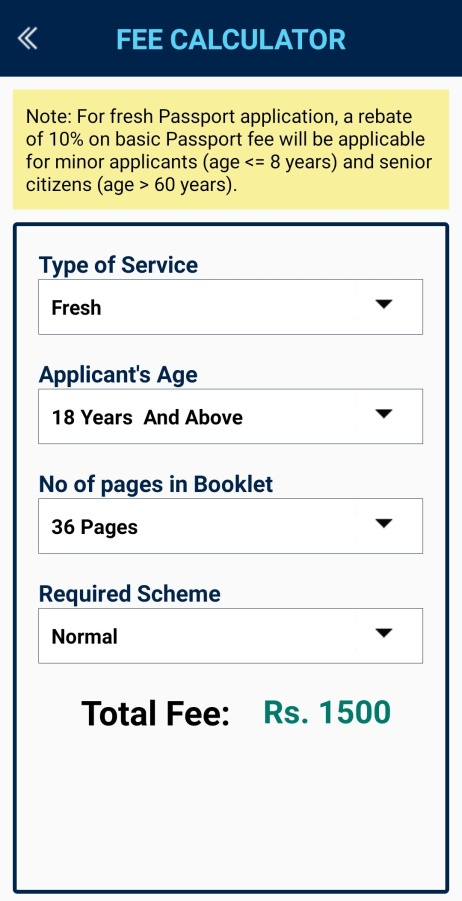 FEE CALCULATOR
Note: For fresh Passport application, a rebate
of 10% on basic Passport fee will be applicable
for minor applicants (age <= 8 years) and senior
citizens (age > 60 years).
Type of Service
Fresh
Applicant's Age
18 Years  And Above
No of pages in Booklet
36 Pages
Required Scheme
Normal
Total Fee: Rs. 1500